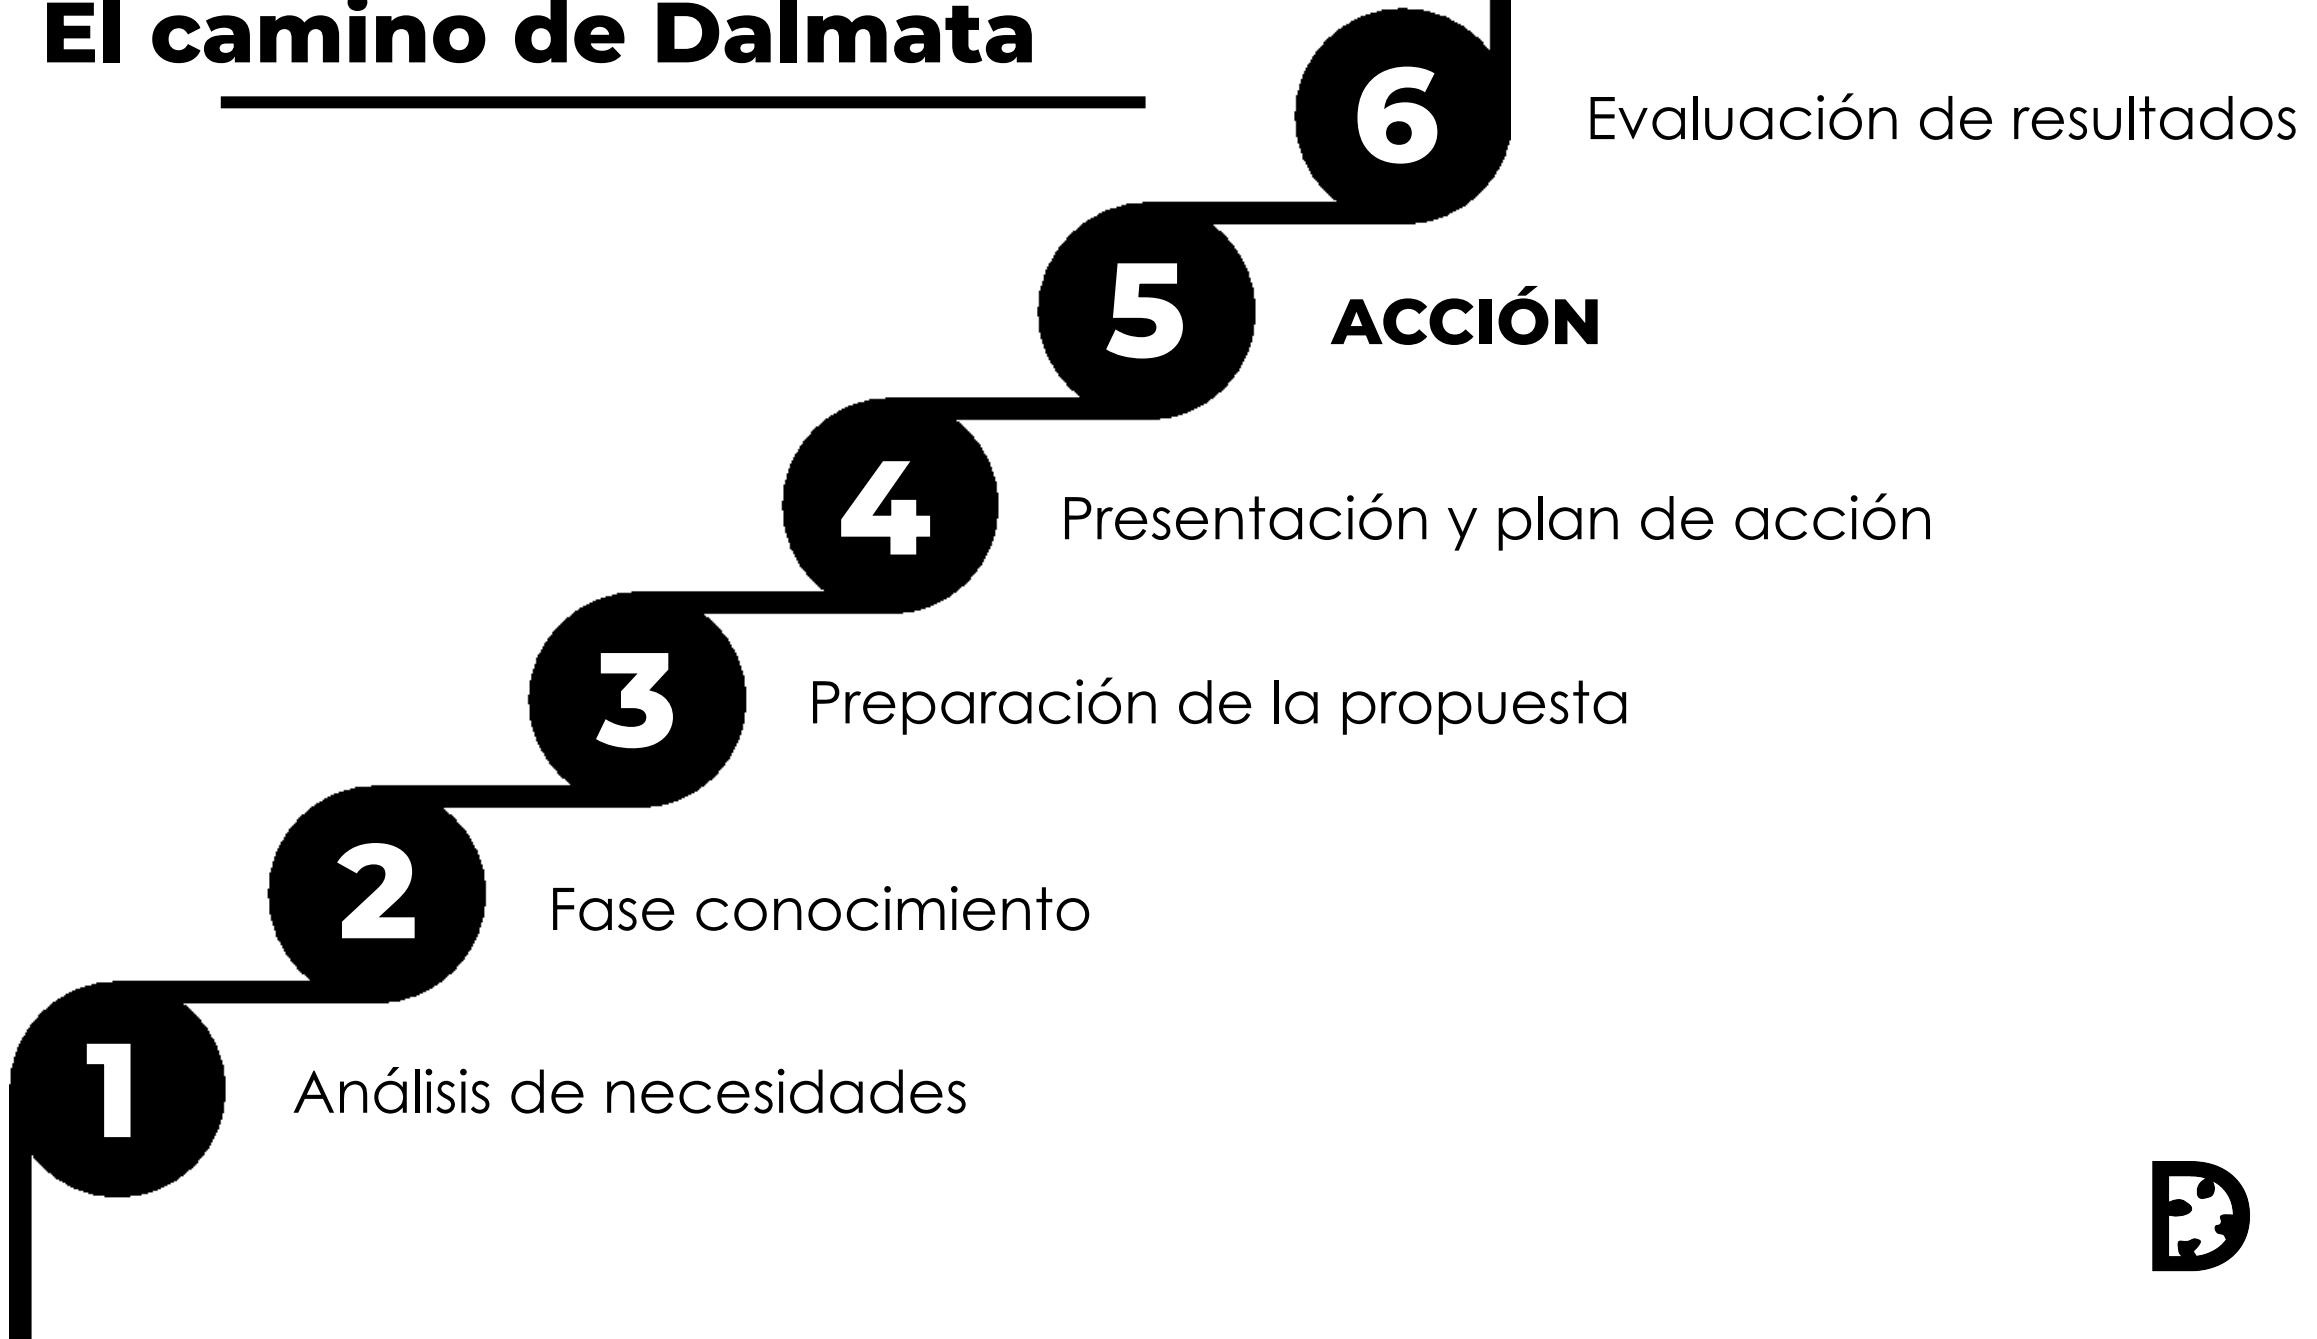 El camino de Dalmata
6
Evaluación de resultados
5
ACCIÓN
4
Presentación y plan de acción
3
Preparación de la propuesta
2
Fase conocimiento
1
Análisis de necesidades
D